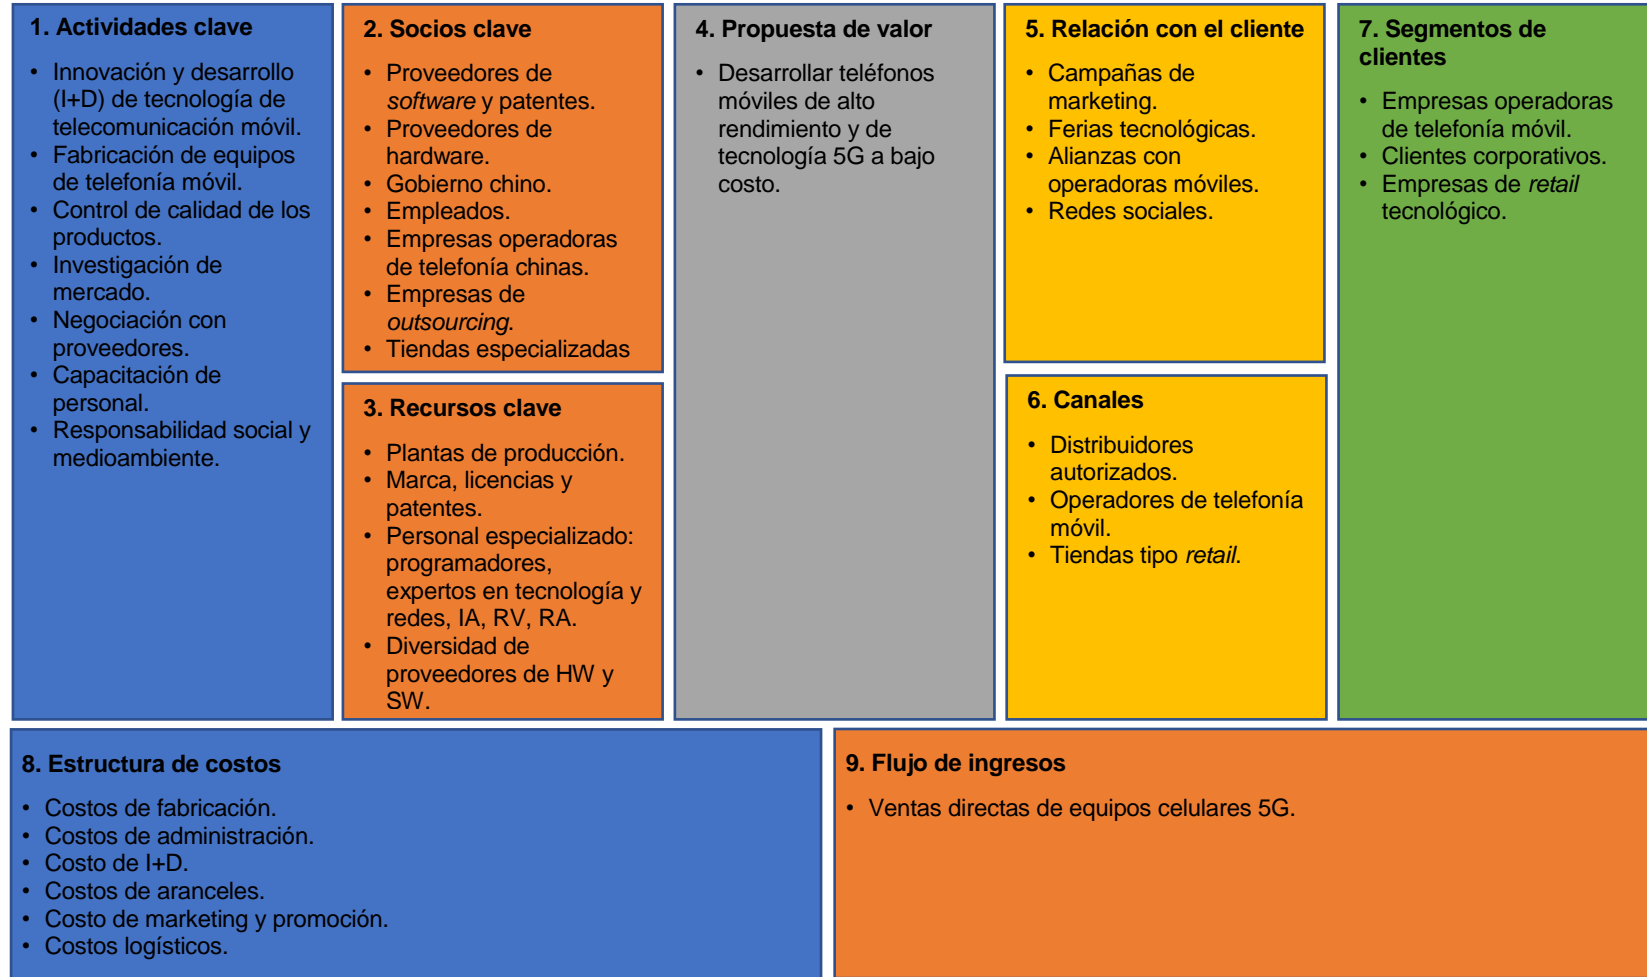 1. Actividades clave
• Innovación y desarrollo
(I+D) de tecnología de
telecomunicación móvil.
• Fabricación de equipos
de telefonía móvil.
• Control de calidad de los
productos.
• Investigación de
mercado.
• Negociación con
proveedores.
• Capacitación de
personal.
• Responsabilidad social y
medioambiente.
2. Socios clave
• Proveedores de
software y patentes.
• Proveedores de
hardware.
• Gobierno chino.
• Empleados.
• Empresas operadoras
de telefonía chinas.
• Empresas de
outsourcing.
• Tiendas especializadas
3. Recursos clave
• Plantas de producción.
• Marca, licencias y
patentes.
• Personal especializado:
programadores,
expertos en tecnología y
redes, IA, RV, RA.
• Diversidad de
proveedores de HW y
SW.
4. Propuesta de valor
• Desarrollar teléfonos
móviles de alto
rendimiento y de
tecnología 5G a bajo
costo.
5. Relación con el cliente
• Campañas de
marketing.
• Ferias tecnológicas.
• Alianzas con
operadoras móviles.
• Redes sociales.
6. Canales
• Distribuidores
autorizados.
• Operadores de telefonía
móvil.
• Tiendas tipo retail.
7. Segmentos de
clientes
• Empresas operadoras
de telefonía móvil.
• Clientes corporativos.
• Empresas de retail
tecnológico.
8. Estructura de costos
• Costos de fabricación.
• Costos de administración.
• Costo de I+D.
• Costos de aranceles.
• Costo de marketing y promoción.
• Costos logísticos.
9. Flujo de ingresos
• Ventas directas de equipos celulares 5G.